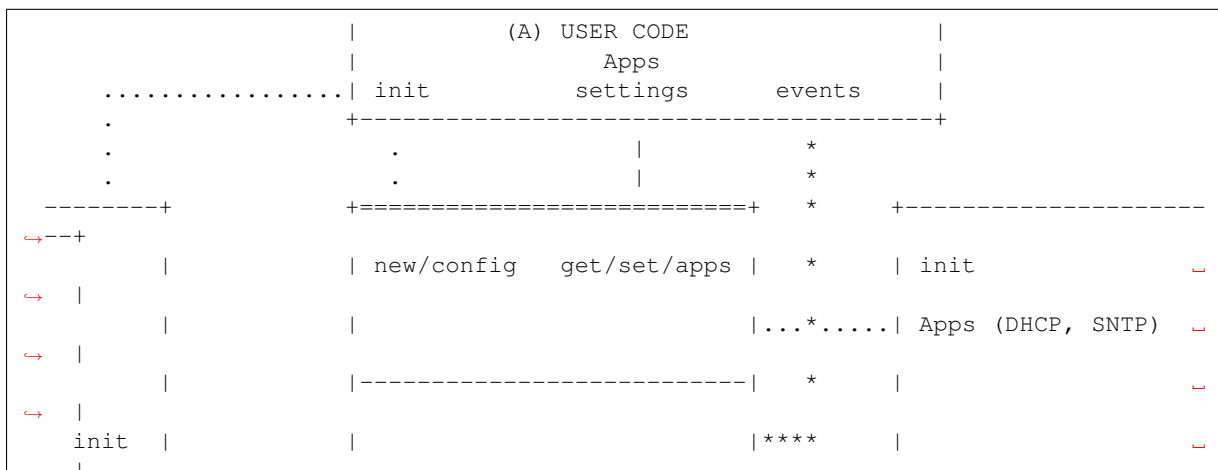 |          (A) USER CODE                 |
|                 Apps                   |
.................| init          settings      events     |
.                +----------------------------------------+
.                   .                |           *
.                   .                |           *
--------+            +===========================+   *     +---------------------
↪--+
|            | new/config   get/set/apps |   *     | init               ␣
↪  |
|            |                           |...*.....| Apps (DHCP, SNTP)  ␣
↪  |
|            |---------------------------|   *     |                    ␣
↪  |
init  |            |                           |****     |                    ␣
|